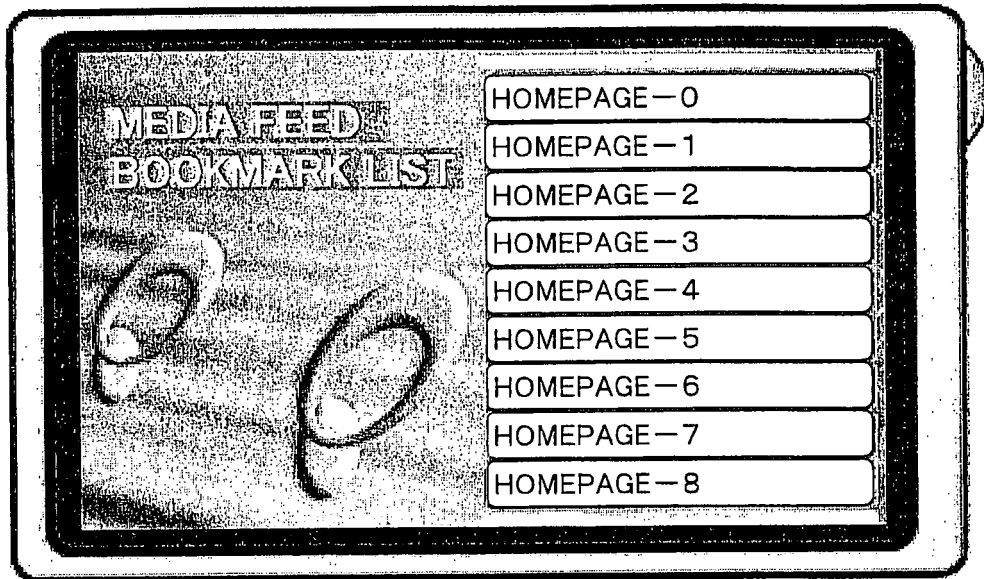 MEDIA FEED
BOOKMARK LIST
HOMEPAGE—0
HOMEPAGE—1
HOMEPAGE—2
HOMEPAGE—3
HOMEPAGE—4
HOMEPAGE—5
HOMEPAGE—6
HOMEPAGE—7
HOMEPAGE—8